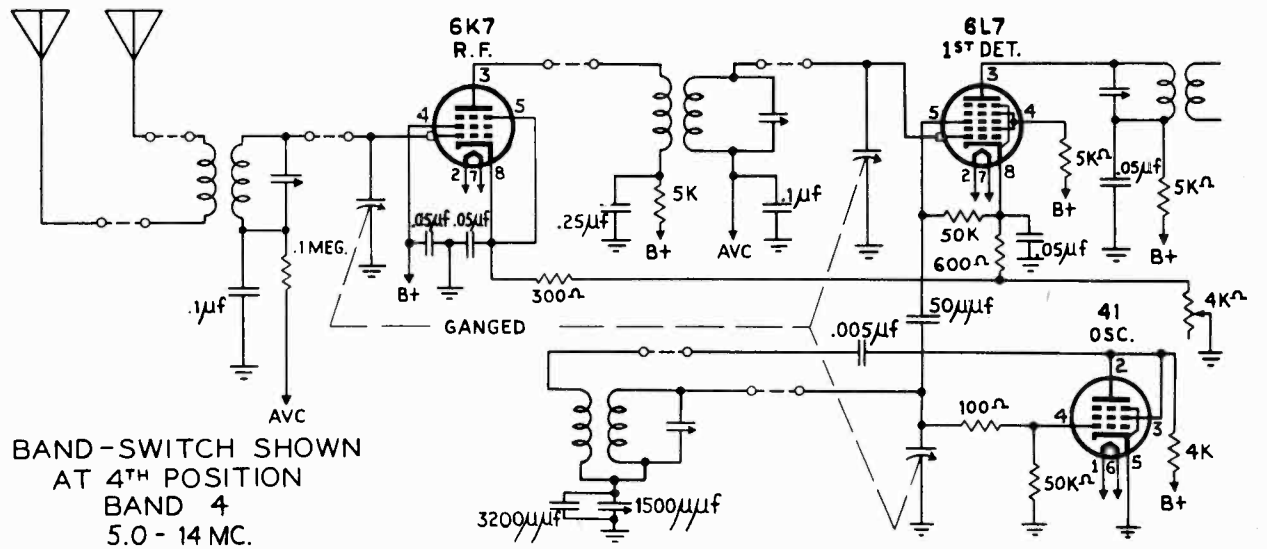 6K7
R.F.
3
4
5
2
7
8
6L7
1ST DET.
3
5
4
2
7
8
.1 MEG.
.1µf
AVC
.05µf
.05µf
B+
.25µf
5K
B+
AVC
.1µf
5KΩ
B+
.05µf
5KΩ
B+
50K
600Ω
.05µf
300Ω
50µµf
4KΩ
GANGED
.005µf
41
OSC.
2
4
3
1
6
5
100Ω
50KΩ
4K
B+
3200µµf
1500µµf
BAND-SWITCH SHOWN
AT 4TH POSITION
BAND 4
5.0 - 14 MC.